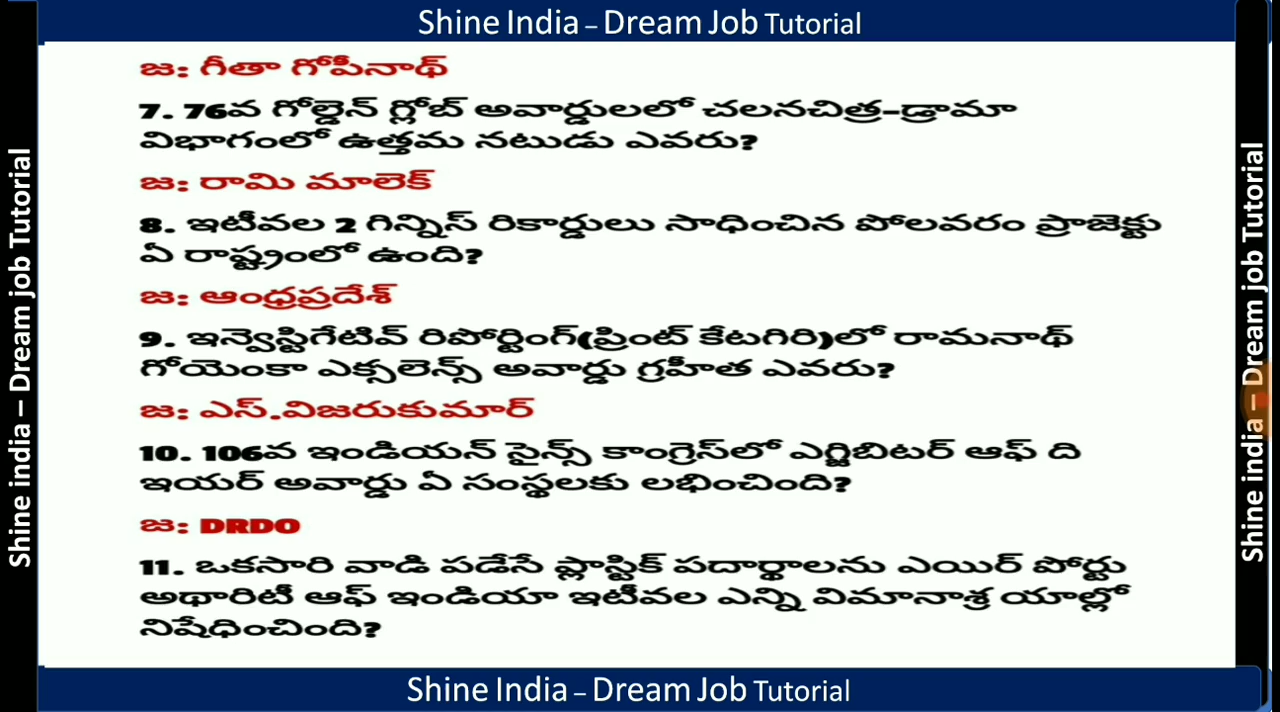 Shine India – Dream Job Tutorial
జ: గీతా గోపీనాథ్
7. 76వ గోల్డెన్ గ్లోబ్ అవార్డులలో చలనచిత్ర-డ్రామా
విభాగంలో ఉత్తమ నటుడు ఎవరు?
జ: రామి మాలెక్
8. ఇటీవల 2 గిన్నిస్ రికార్డులు సాధించిన పోలవరం ప్రాజెక్టు
ఏ రాష్ట్రంలో ఉంది?
జ: ఆంధ్రప్రదేశ్
9. ఇన్వెస్టిగేటివ్ రిపోర్టింగ్(ప్రింట్ కేటగిరి)లో రామనాథ్
గోయెంకా ఎక్సలెన్స్ అవార్డు గ్రహీత ఎవరు?
జ: ఎస్.విజరుకుమార్
10. 106వ ఇండియన్ సైన్స్ కాంగ్రెస్‌లో ఎగ్జిబిటర్ ఆఫ్ ది
ఇయర్ అవార్డు ఏ సంస్థలకు లభించింది?
జ: DRDO
11. ఒకసారి వాడి పడేసే ప్లాస్టిక్ పదార్థాలను ఎయిర్ పోర్టు
అథారిటీ ఆఫ్ ఇండియా ఇటీవల ఎన్ని విమానాశ్ర యాల్లో
నిషేధించింది?
Shine India – Dream Job Tutorial
Shine india – Dream job Tutorial
Shine india – Dream job Tutorial